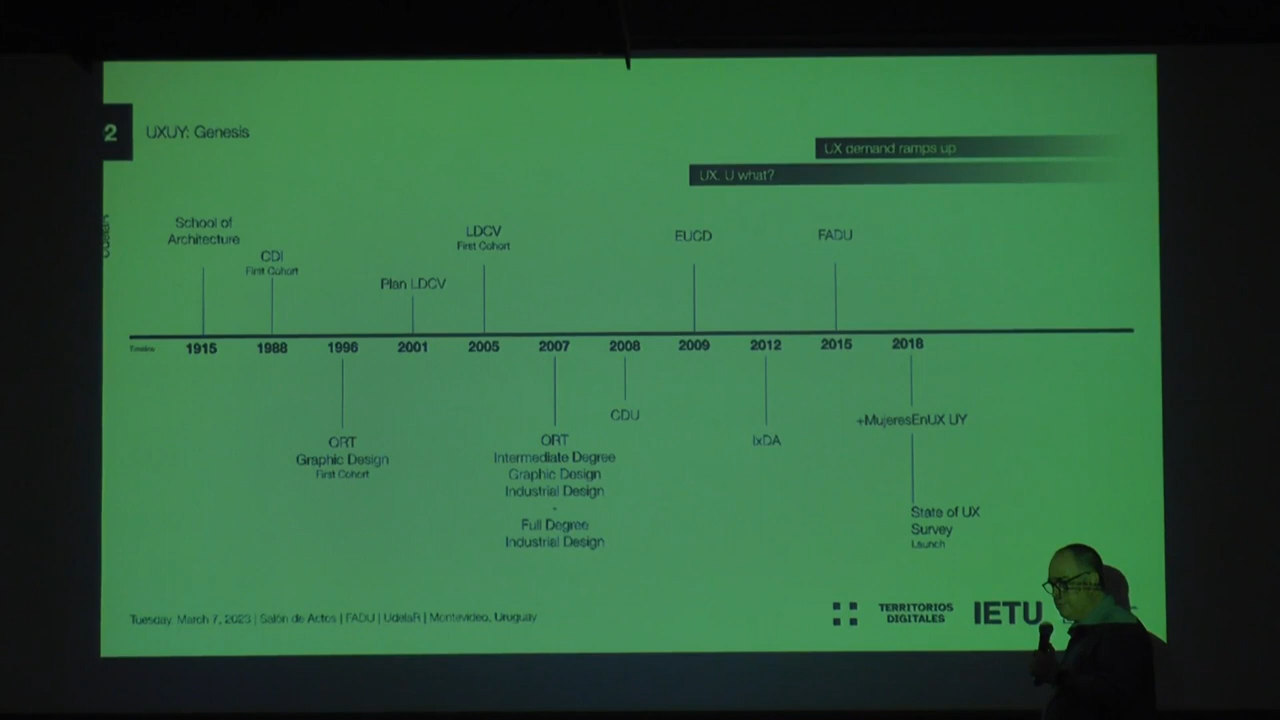 2
UXUY: Genesis
UX demand ramps up
UX. U what?
School of
Architecture
CDI
First Cohort
Plan LDCV
LDCV
First Cohort
EUCD
FADU
Timeline
1915
1988
1996
2001
2005
2007
2008
2009
2012
2015
2018
ORT
Graphic Design
First Cohort
ORT
Intermediate Degree
Graphic Design
Industrial Design
-
Full Degree
Industrial Design
CDU
IxDA
+MujeresEnUX UY
State of UX
Survey
Launch
Tuesday, March 7, 2023 | Salón de Actos | FADU | UdelaR | Montevideo, Uruguay
TERRITORIOS
DIGITALES
IETU